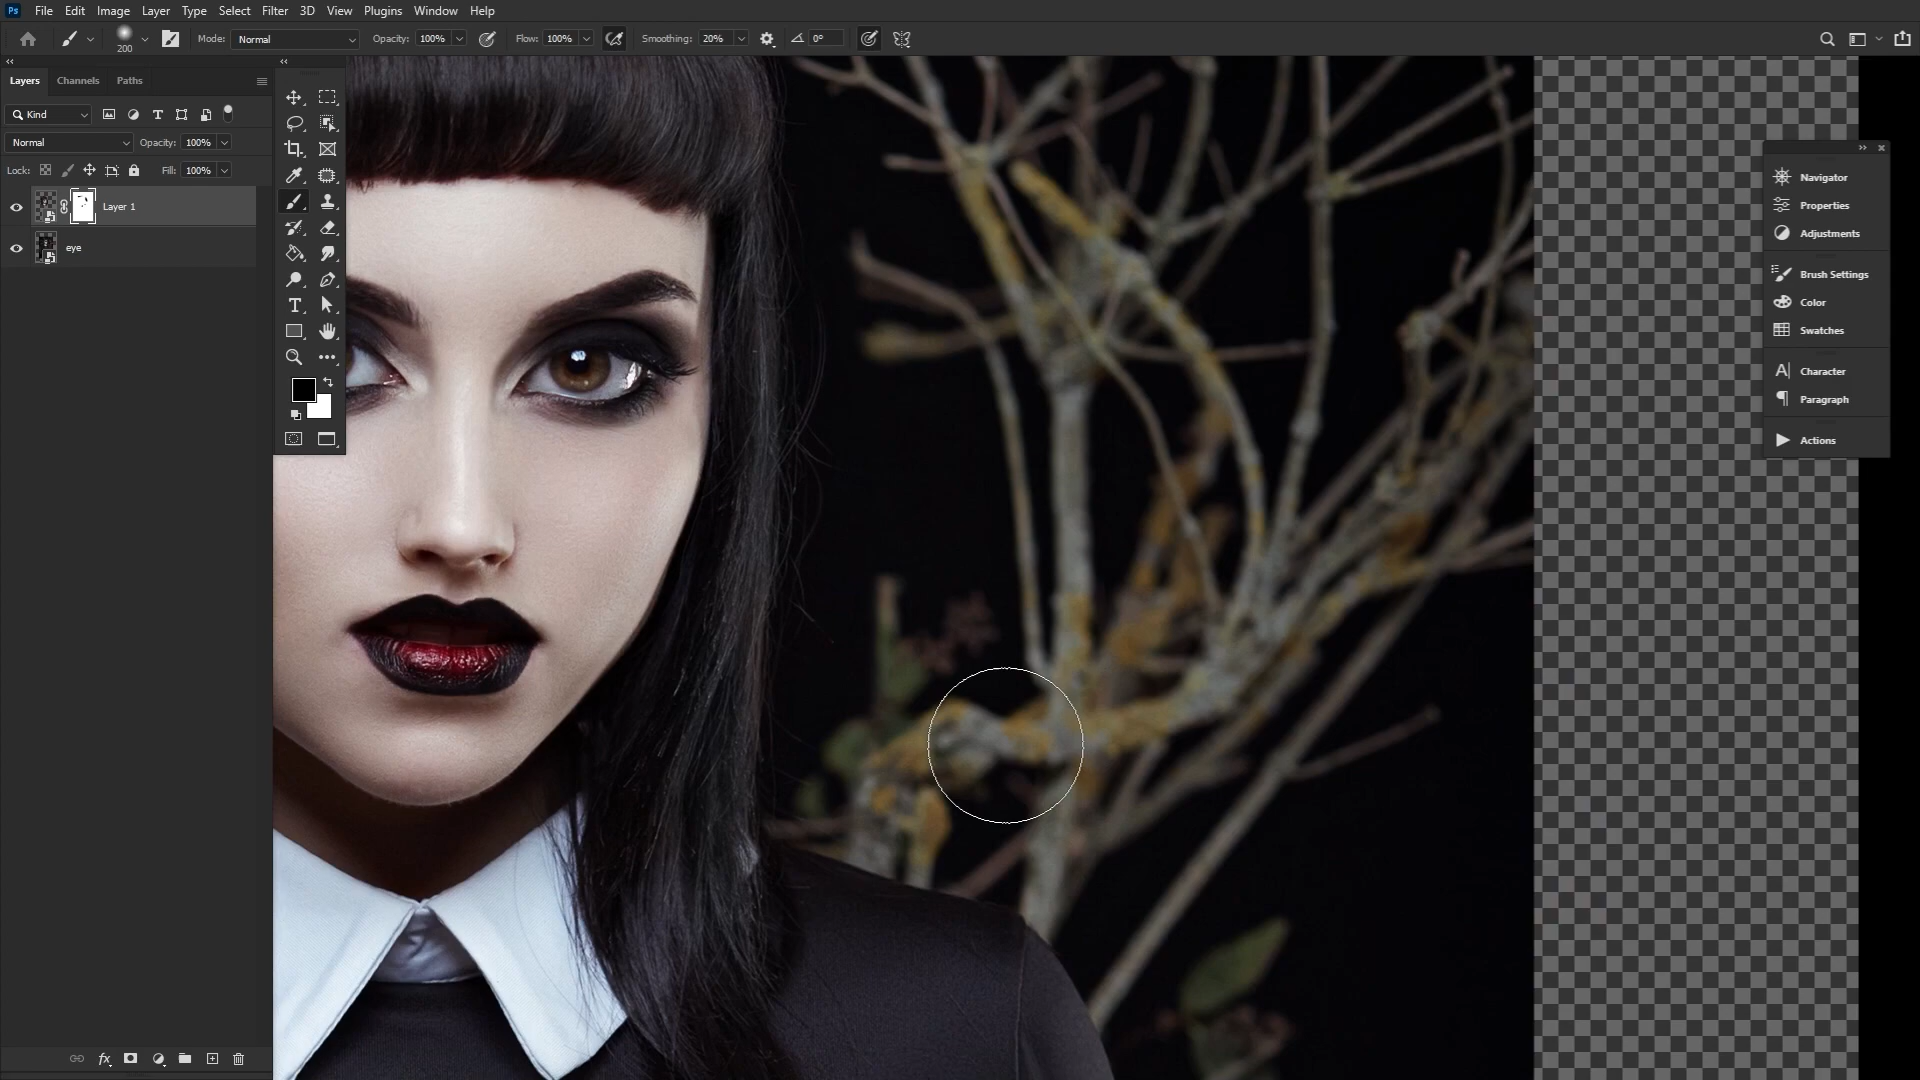 Ps File Edit Image Layer Type Select Filter 3D View Plugins Window Help
200 Mode: Normal Opacity: 100% Flow: 100% Smoothing: 20% 0°
Layers Channels Paths
Kind
Normal Opacity: 100%
Lock: Fill: 100%
Layer 1
eye
fx
Navigator
Properties
Adjustments
Brush Settings
Color
Swatches
Character
Paragraph
Actions